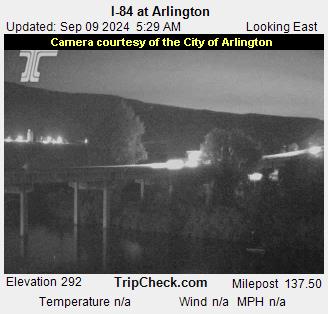 I-84 at Arlington
Updated: Sep 09 2024 5:29 AM Looking East
Camera courtesy of the City of Arlington
Elevation 292 TripCheck.com Milepost 137.50
Temperature n/a Wind n/a MPH n/a